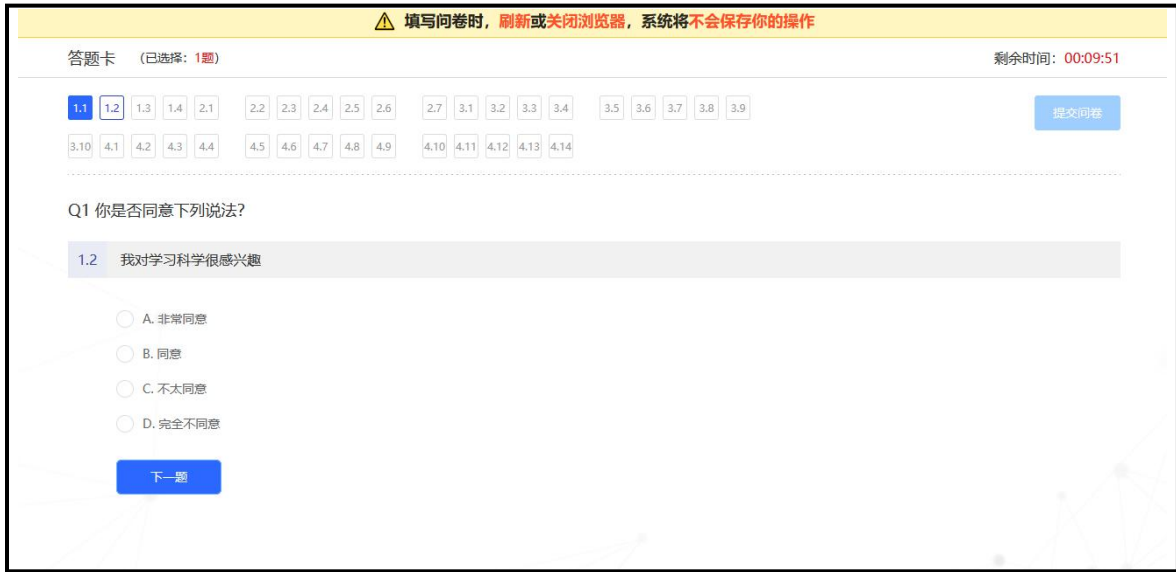 填写问卷时，刷新或关闭浏览器，系统将不会保存你的操作
答题卡 （已选择：1题） 剩余时间：00:09:51
1.1 1.2 1.3 1.4 2.1 2.2 2.3 2.4 2.5 2.6 2.7 3.1 3.2 3.3 3.4 3.5 3.6 3.7 3.8 3.9 提交问卷
3.10 4.1 4.2 4.3 4.4 4.5 4.6 4.7 4.8 4.9 4.10 4.11 4.12 4.13 4.14
Q1 你是否同意下列说法？
1.2 我对学习科学很感兴趣
A. 非常同意
B. 同意
C. 不太同意
D. 完全不同意
下一题